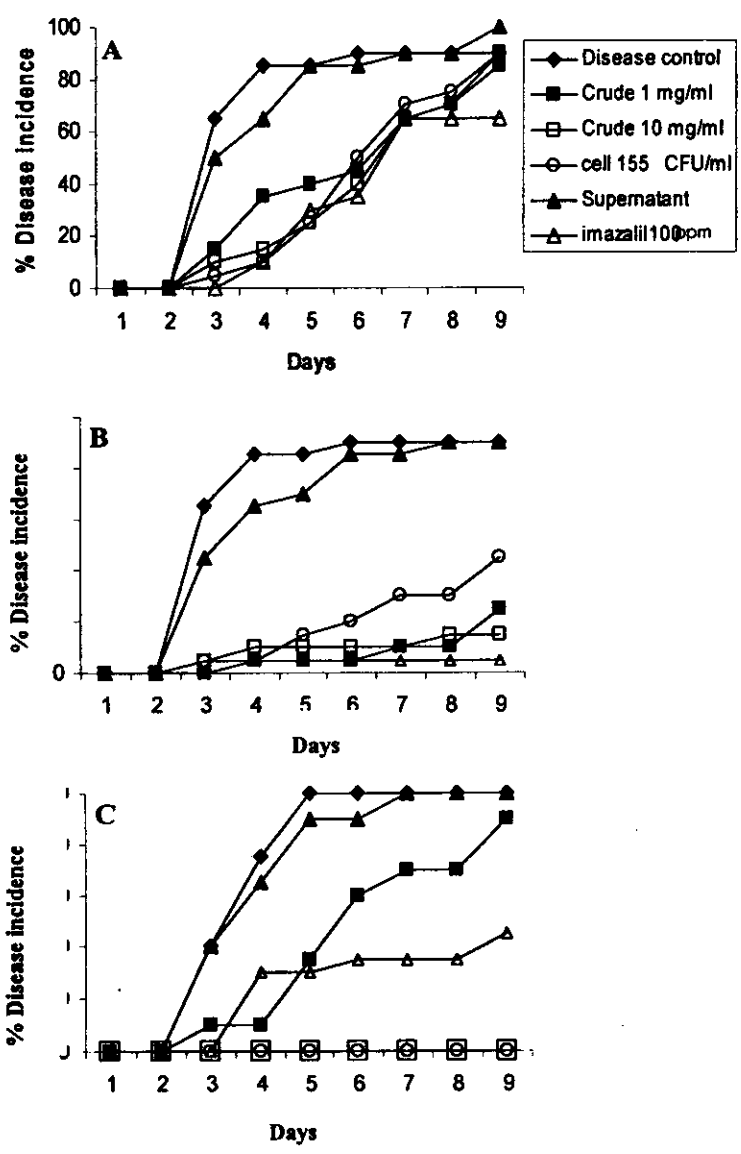 A
% Disease incidence
100
80
60
40
20
0
1 2 3 4 5 6 7 8 9
Days
Disease control
Crude 1 mg/ml
Crude 10 mg/ml
cell 155 CFU/ml
Supernatant
imazalil100ppm
B
% Disease incidence
0
1 2 3 4 5 6 7 8 9
Days
C
% Disease incidence
1 2 3 4 5 6 7 8 9
Days